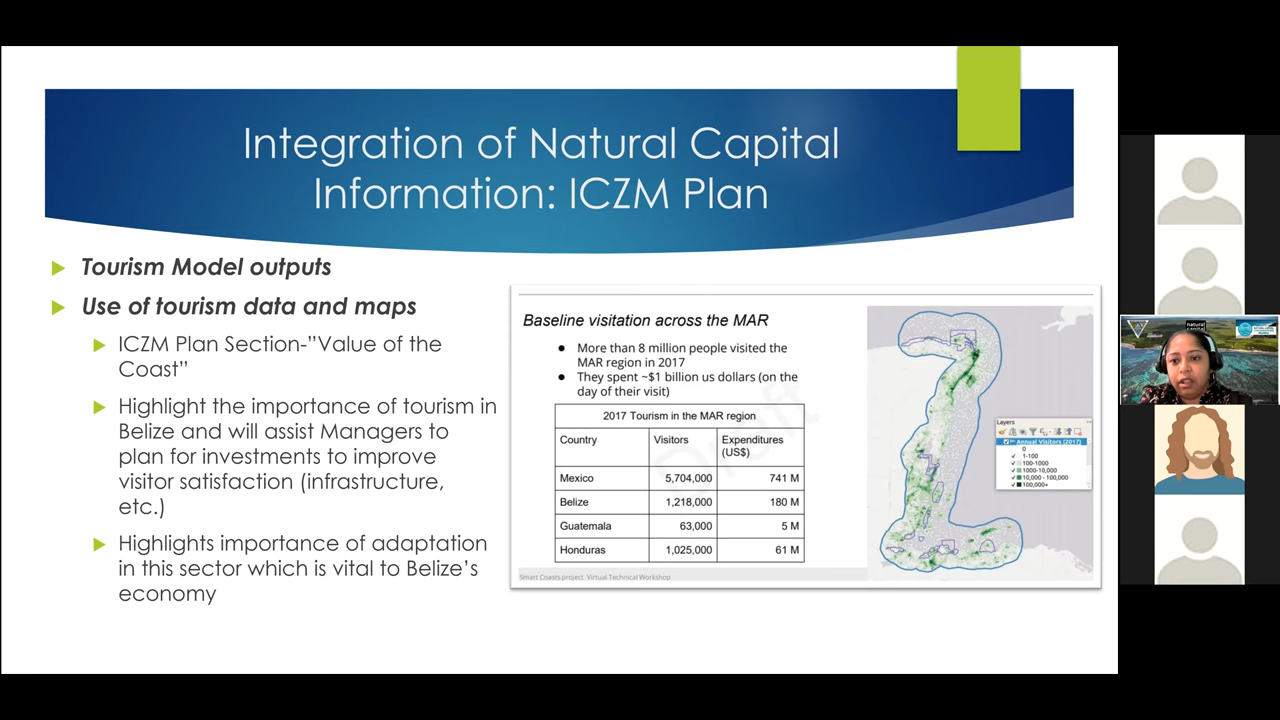 Integration of Natural Capital
Information: ICZM Plan
Tourism Model outputs
Use of tourism data and maps
ICZM Plan Section-”Value of the
Coast”
Highlight the importance of tourism in
Belize and will assist Managers to
plan for investments to improve
visitor satisfaction (infrastructure,
etc.)
Highlights importance of adaptation
in this sector which is vital to Belize’s
economy
Baseline visitation across the MAR
● More than 8 million people visited the
MAR region in 2017
● They spent ~$1 billion us dollars (on the
day of their visit)
2017 Tourism in the MAR region
Country Visitors Expenditures
(US$)
Mexico 5,704,000 741 M
Belize 1,218,000 180 M
Guatemala 63,000 5 M
Honduras 1,025,000 61 M
Draft
Smart Coasts project Virtual Technical Workshop
Layers
Annual Visitors (2017)
0
1-100
100-1000
1000-10,000
10,000 - 100,000
100,000+
natural
capital